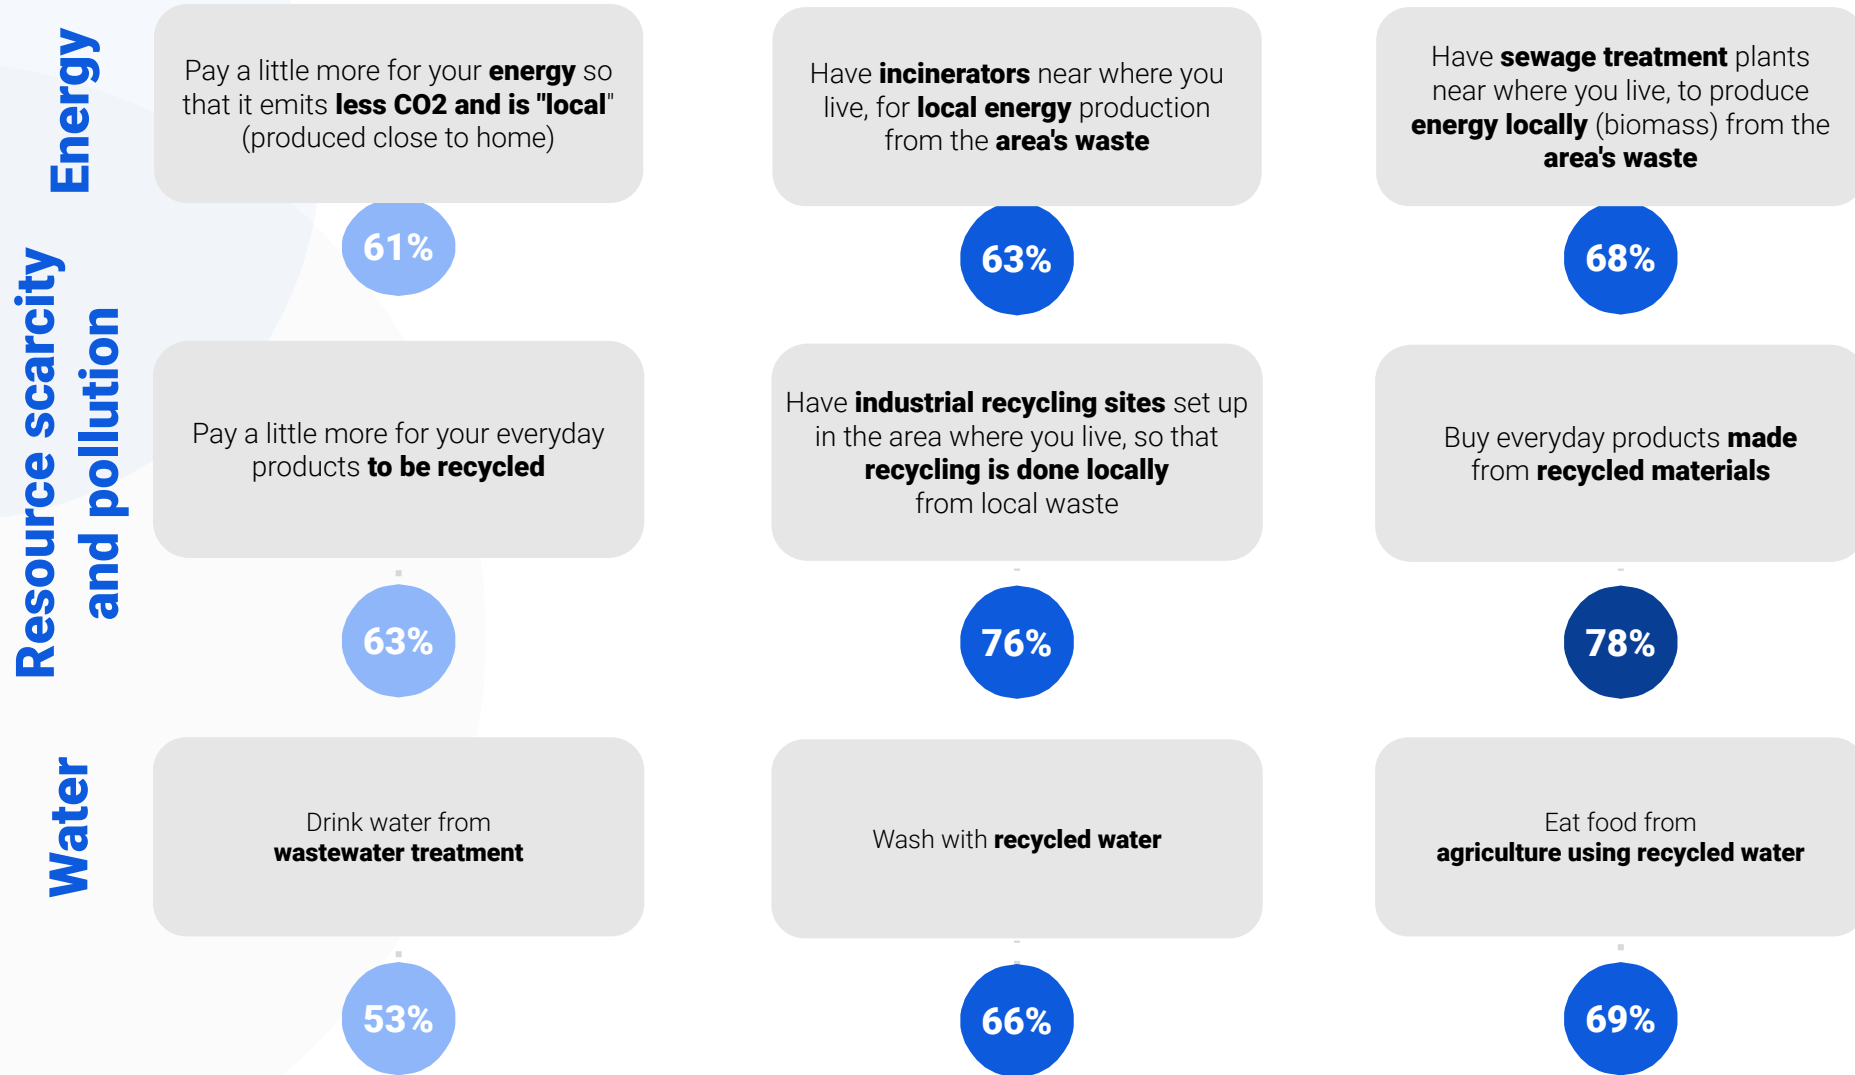 Energy
Pay a little more for your energy so
that it emits less CO2 and is "local"
(produced close to home)
61%
Have incinerators near where you
live, for local energy production
from the area's waste
63%
Have sewage treatment plants
near where you live, to produce
energy locally (biomass) from the
area's waste
68%
Resource scarcity
and pollution
Pay a little more for your everyday
products to be recycled
63%
Have industrial recycling sites set up
in the area where you live, so that
recycling is done locally
from local waste
76%
Buy everyday products made
from recycled materials
78%
Water
Drink water from
wastewater treatment
53%
Wash with recycled water
66%
Eat food from
agriculture using recycled water
69%